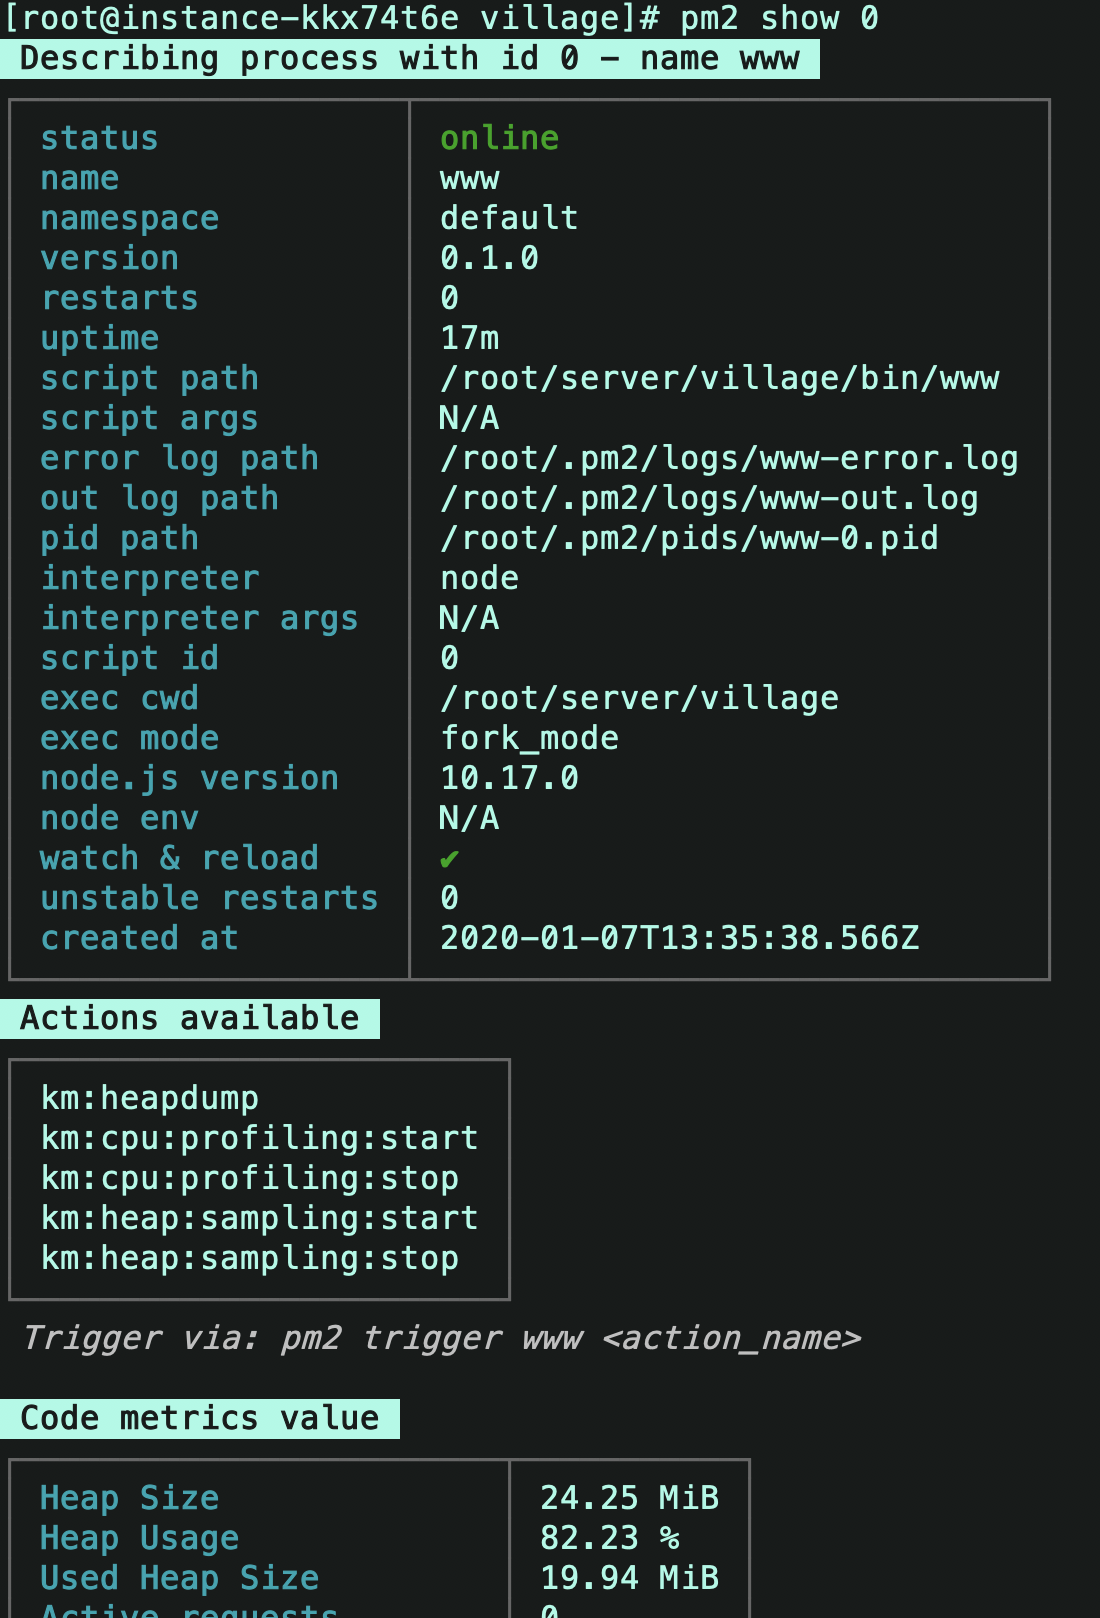 [root@instance-kkx74t6e village]# pm2 show 0
Describing process with id 0 - name www
status online
name www
namespace default
version 0.1.0
restarts 0
uptime 17m
script path /root/server/village/bin/www
script args N/A
error log path /root/.pm2/logs/www-error.log
out log path /root/.pm2/logs/www-out.log
pid path /root/.pm2/pids/www-0.pid
interpreter node
interpreter args N/A
script id 0
exec cwd /root/server/village
exec mode fork_mode
node.js version 10.17.0
node env N/A
watch & reload ✔
unstable restarts 0
created at 2020-01-07T13:35:38.566Z
Actions available
km:heapdump
km:cpu:profiling:start
km:cpu:profiling:stop
km:heap:sampling:start
km:heap:sampling:stop
Trigger via: pm2 trigger www <action_name>
Code metrics value
Heap Size 24.25 MiB
Heap Usage 82.23 %
Used Heap Size 19.94 MiB
Active requests 0